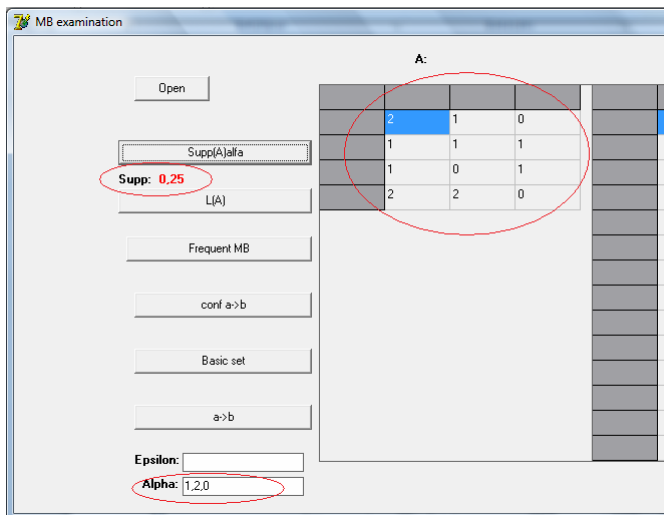 MB examination
A:
Open
2 1 0
Supp(A)alfa
1 1 1
Supp: 0,25
1 0 1
L(A)
2 2 0
Frequent MB
conf a->b
Basic set
a->b
Epsilon:
Alpha: 1,2,0